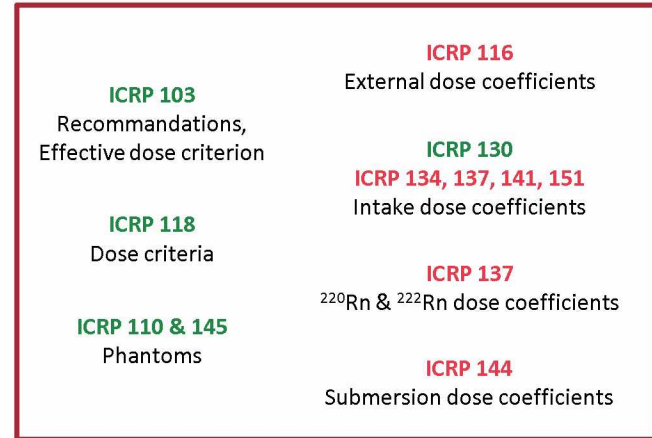 ICRP 103
Recommandations,
Effective dose criterion
ICRP 118
Dose criteria
ICRP 110 & 145
Phantoms
ICRP 116
External dose coefficients
ICRP 130
ICRP 134, 137, 141, 151
Intake dose coefficients
ICRP 137
²²⁰Rn & ²²²Rn dose coefficients
ICRP 144
Submersion dose coefficients